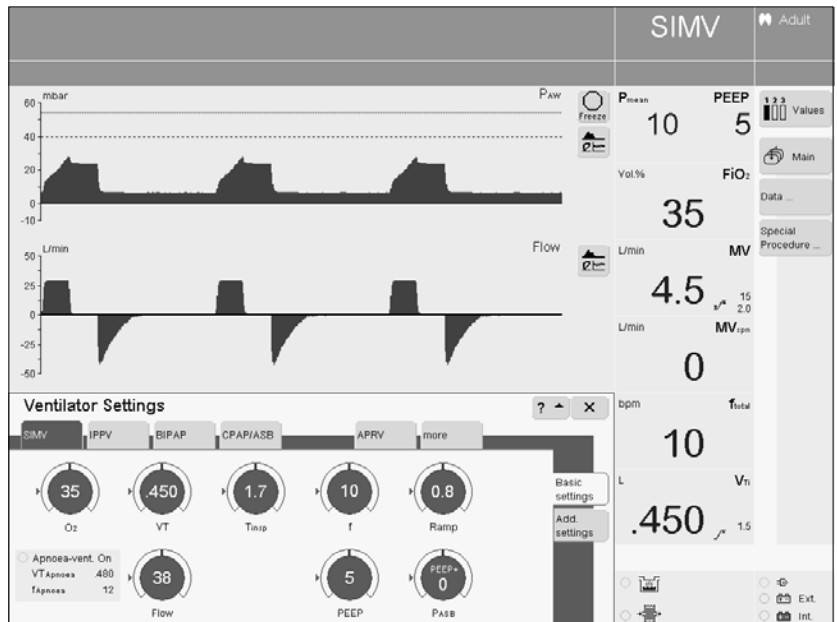 SIMV
Adult
mbar
PAW
60
40
20
0
-10
Freeze
Pmean PEEP
10 5
1 2 3
Values
Main
Data ...
Special
Procedure ...
Vol.% FiO2
35
L/min
Flow
50
25
0
-25
-50
L/min MV
4.5
15
2.0
L/min MVspn
0
bpm ftotal
10
L VTi
.450
1.5
Ext.
Int.
Ventilator Settings
?
SIMV IPPV BIPAP CPAP/ASB APRV more
Basic
settings
Add.
settings
35 .450 1.7 10 0.8
O2 VT Tinsp f Ramp
Apnoea-vent. On
VTApnoea .480
fApnoea 12
38 5 PEEP+
0
Flow PEEP PASB